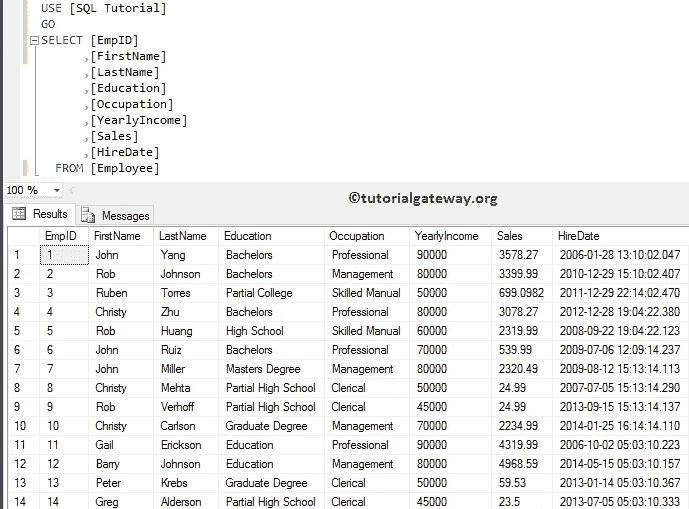 USE [SQL Tutorial]
GO
SELECT [EmpID]
,[FirstName]
,[LastName]
,[Education]
,[Occupation]
,[YearlyIncome]
,[Sales]
,[HireDate]
FROM [Employee]
100 %
©tutorialgateway.org
Results Messages
EmpID FirstName LastName Education Occupation YearlyIncome Sales HireDate
1 1 John Yang Bachelors Professional 90000 3578.27 2006-01-28 13:10:02.047
2 2 Rob Johnson Bachelors Management 80000 3399.99 2010-12-29 15:10:02.407
3 3 Ruben Torres Partial College Skilled Manual 50000 699.0982 2011-12-29 22:14:02.470
4 4 Christy Zhu Bachelors Professional 80000 3078.27 2012-12-28 19:04:22.380
5 5 Rob Huang High School Skilled Manual 60000 2319.99 2008-09-22 19:04:22.123
6 6 John Ruiz Bachelors Professional 70000 539.99 2009-07-06 12:09:14.237
7 7 John Miller Masters Degree Management 80000 2320.49 2009-08-12 15:13:14.113
8 8 Christy Mehta Partial High School Clerical 50000 24.99 2007-07-05 15:13:14.290
9 9 Rob Verhoff Partial High School Clerical 45000 24.99 2013-09-15 15:13:14.137
10 10 Christy Carlson Graduate Degree Management 70000 2234.99 2014-01-25 16:14:14.110
11 11 Gail Erickson Education Professional 90000 4319.99 2006-10-02 05:03:10.223
12 12 Barry Johnson Education Management 80000 4968.59 2014-05-15 05:03:10.157
13 13 Peter Krebs Graduate Degree Clerical 50000 59.53 2013-01-14 05:03:10.367
14 14 Greg Alderson Partial High School Clerical 45000 23.5 2013-07-05 05:03:10.333